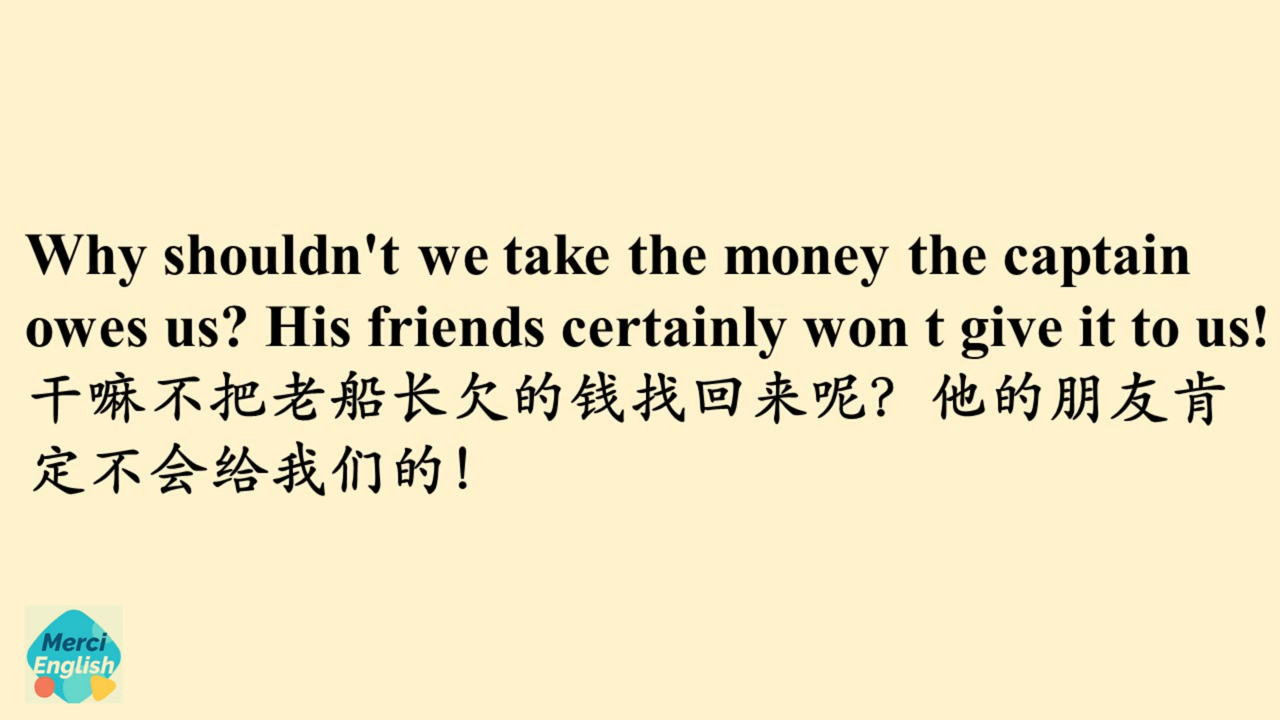 Why shouldn't we take the money the captain
owes us? His friends certainly won t give it to us!
干嘛不把老船长欠的钱找回来呢？他的朋友肯
定不会给我们的！
Merci
English